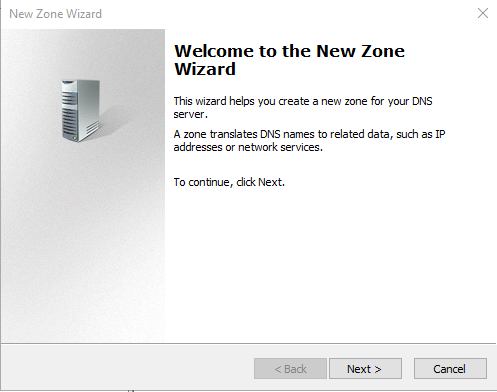 New Zone Wizard
Welcome to the New Zone
Wizard
This wizard helps you create a new zone for your DNS
server.
A zone translates DNS names to related data, such as IP
addresses or network services.
To continue, click Next.
< Back
Next >
Cancel